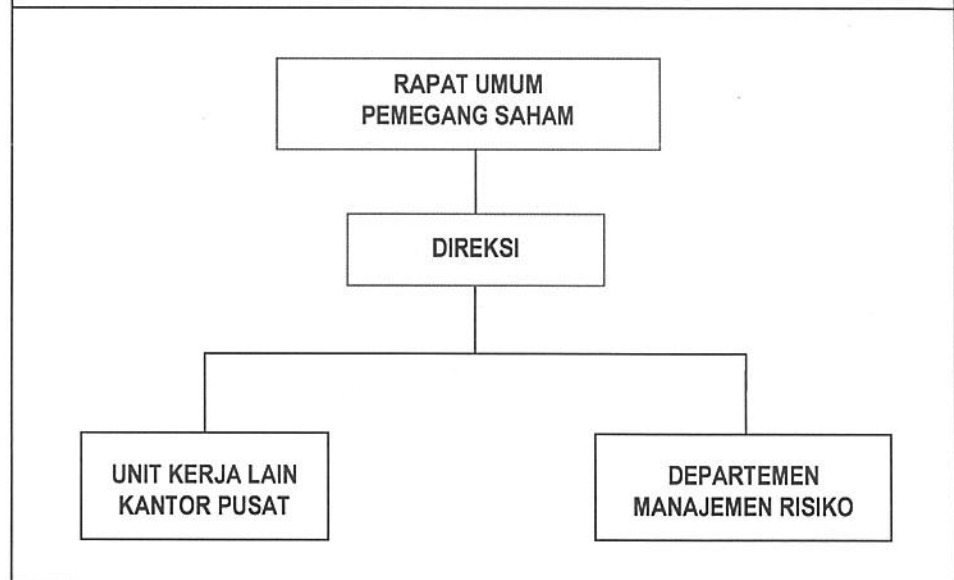 RAPAT UMUM
PEMEGANG SAHAM
DIREKSI
UNIT KERJA LAIN
KANTOR PUSAT
DEPARTEMEN
MANAJEMEN RISIKO